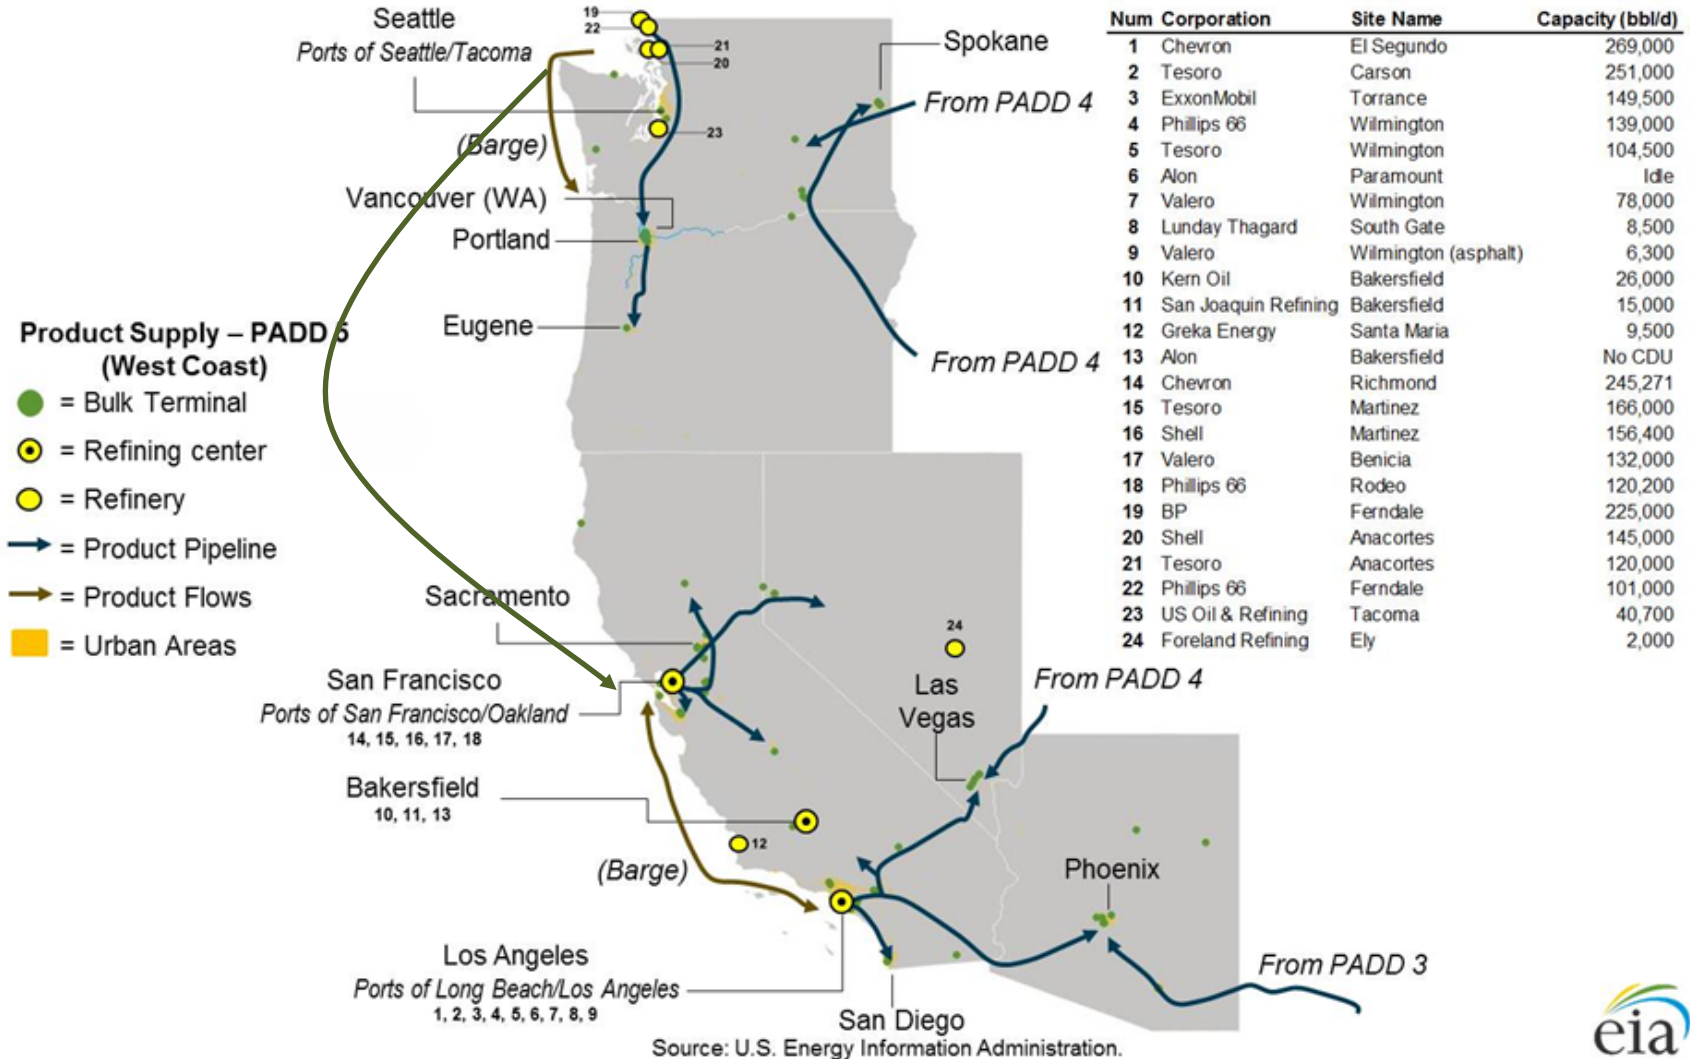 Seattle
Ports of Seattle/Tacoma
19
22
21
20
23
Spokane
From PADD 4
(Barge)
Vancouver (WA)
Portland
Eugene
From PADD 4
Product Supply – PADD 5
(West Coast)
= Bulk Terminal
= Refining center
= Refinery
= Product Pipeline
= Product Flows
= Urban Areas
Sacramento
San Francisco
Ports of San Francisco/Oakland
14, 15, 16, 17, 18
24
Las
Vegas
From PADD 4
Bakersfield
10, 11, 13
12
(Barge)
Phoenix
Los Angeles
Ports of Long Beach/Los Angeles
1, 2, 3, 4, 5, 6, 7, 8, 9
From PADD 3
San Diego
Num Corporation Site Name Capacity (bbl/d)
1 Chevron El Segundo 269,000
2 Tesoro Carson 251,000
3 ExxonMobil Torrance 149,500
4 Phillips 66 Wilmington 139,000
5 Tesoro Wilmington 104,500
6 Alon Paramount Idle
7 Valero Wilmington 78,000
8 Lunday Thagard South Gate 8,500
9 Valero Wilmington (asphalt) 6,300
10 Kern Oil Bakersfield 26,000
11 San Joaquin Refining Bakersfield 15,000
12 Greka Energy Santa Maria 9,500
13 Alon Bakersfield No CDU
14 Chevron Richmond 245,271
15 Tesoro Martinez 166,000
16 Shell Martinez 156,400
17 Valero Benicia 132,000
18 Phillips 66 Rodeo 120,200
19 BP Ferndale 225,000
20 Shell Anacortes 145,000
21 Tesoro Anacortes 120,000
22 Phillips 66 Ferndale 101,000
23 US Oil & Refining Tacoma 40,700
24 Foreland Refining Ely 2,000
Source: U.S. Energy Information Administration.
eia